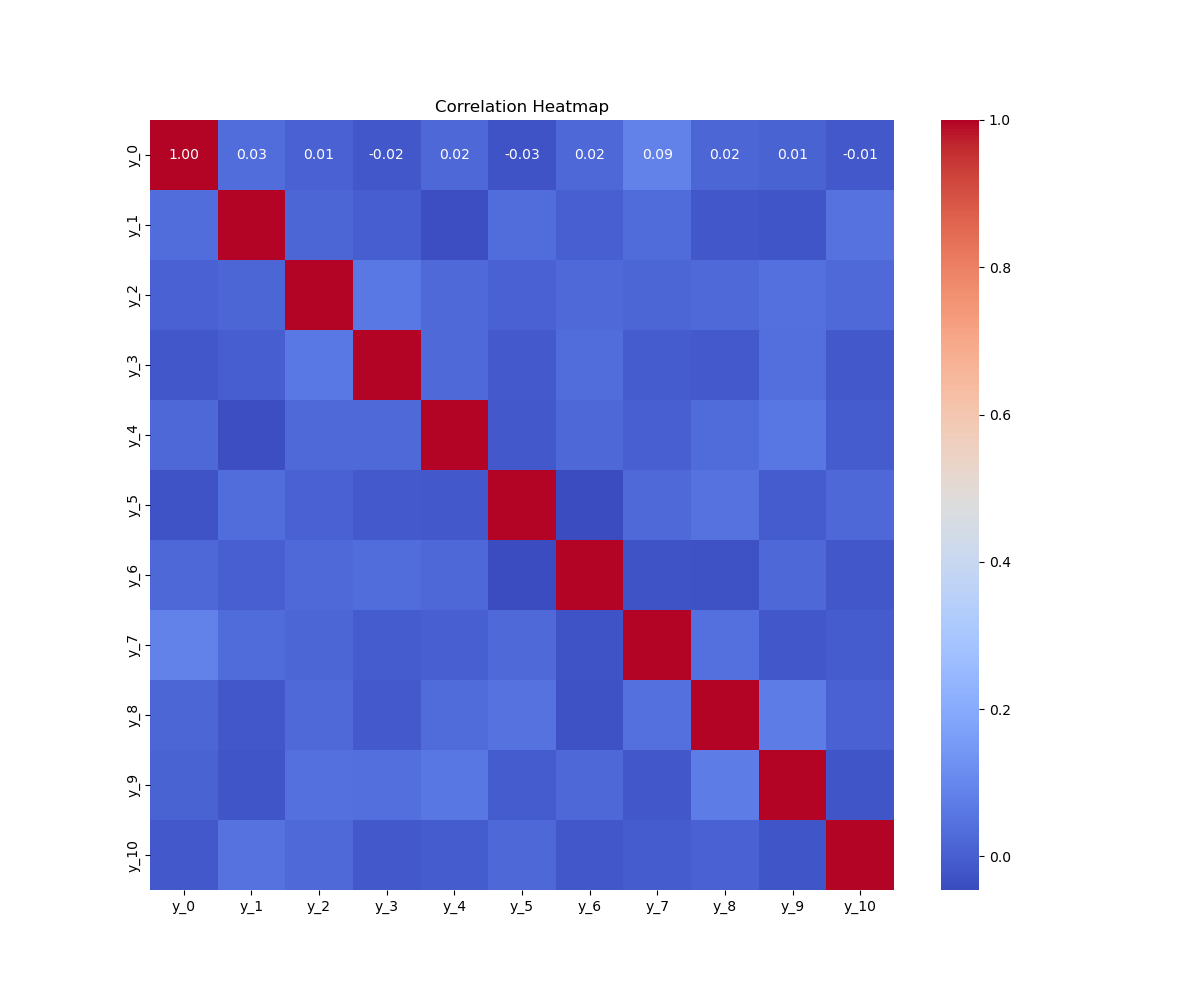 Correlation Heatmap
y_0 1.00 0.03 0.01 -0.02 0.02 -0.03 0.02 0.09 0.02 0.01 -0.01
y_1
y_2
y_3
y_4
y_5
y_6
y_7
y_8
y_9
y_10
y_0 y_1 y_2 y_3 y_4 y_5 y_6 y_7 y_8 y_9 y_10
1.0
0.8
0.6
0.4
0.2
0.0